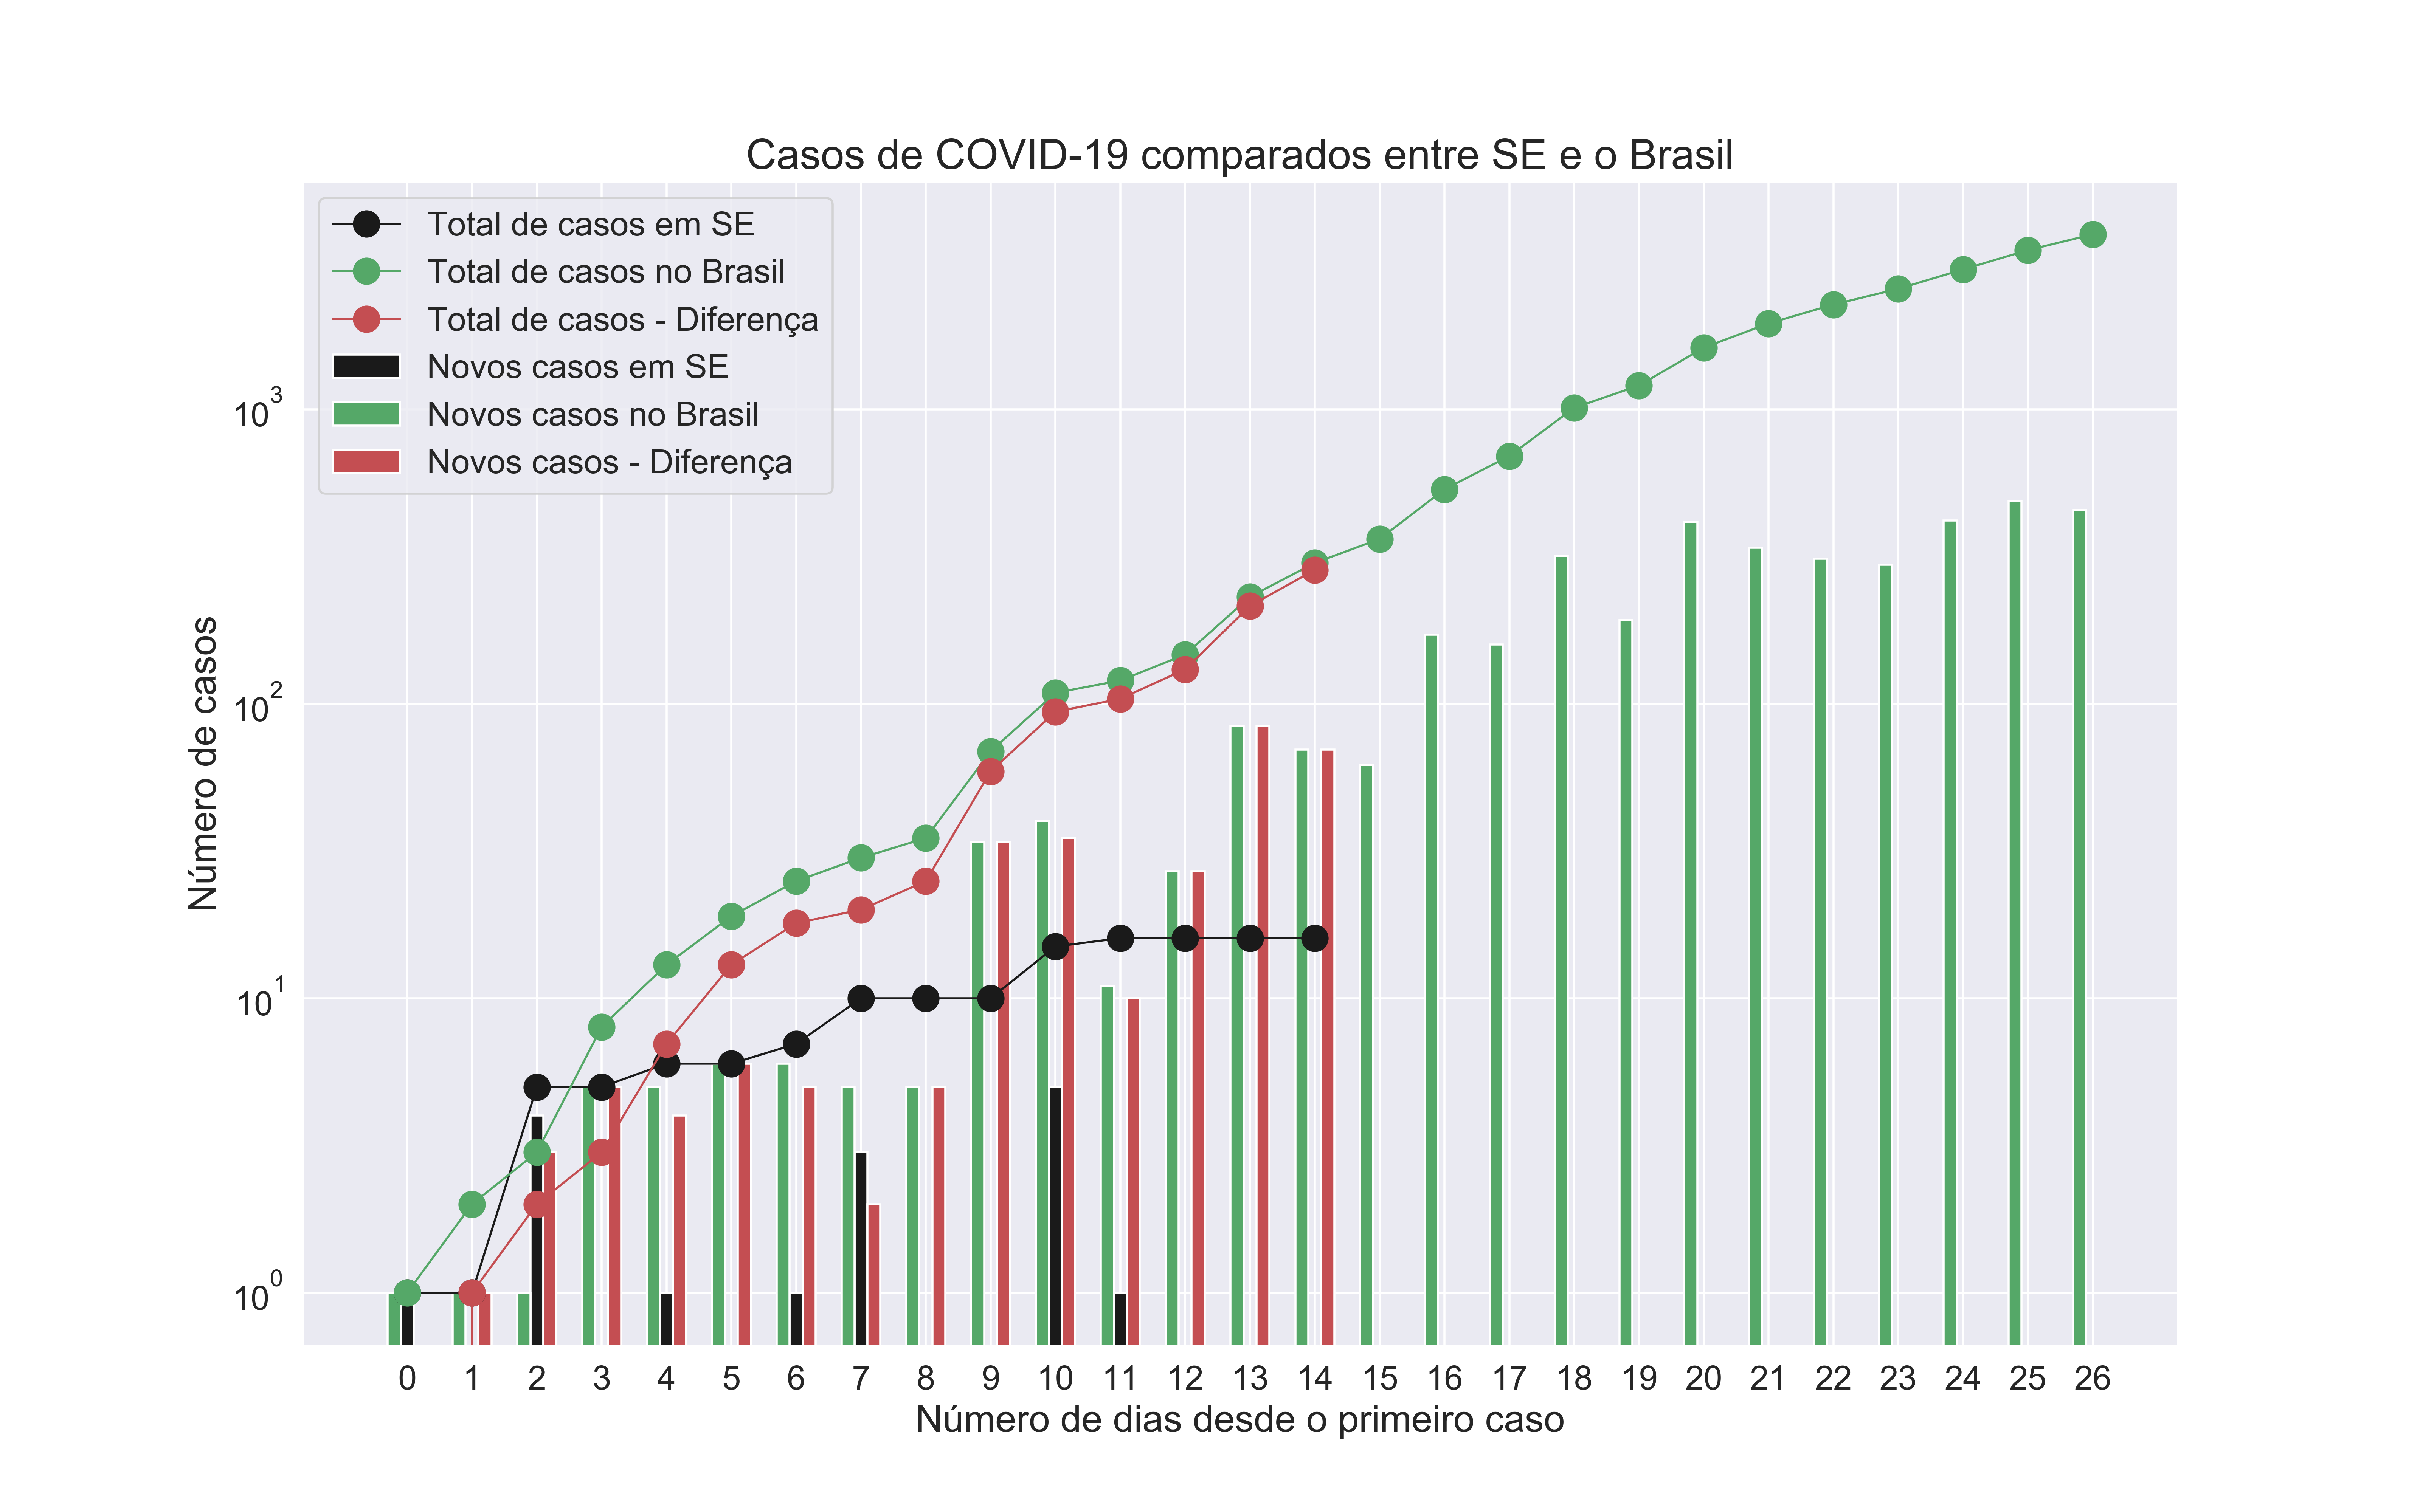 Casos de COVID-19 comparados entre SE e o Brasil
Total de casos em SE
Total de casos no Brasil
Total de casos - Diferença
Novos casos em SE
Novos casos no Brasil
Novos casos - Diferença
Número de casos
10³
10²
10¹
10⁰
0 1 2 3 4 5 6 7 8 9 10 11 12 13 14 15 16 17 18 19 20 21 22 23 24 25 26
Número de dias desde o primeiro caso